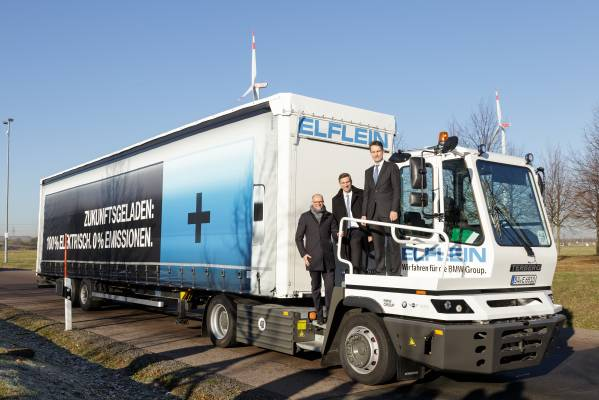 ELFLEIN
ZUKUNFTSGELADEN:
100% ELEKTRISCH. 0% EMISSIONEN.
ELFLEIN
Wir fahren für die BMW Group.
TERBERG